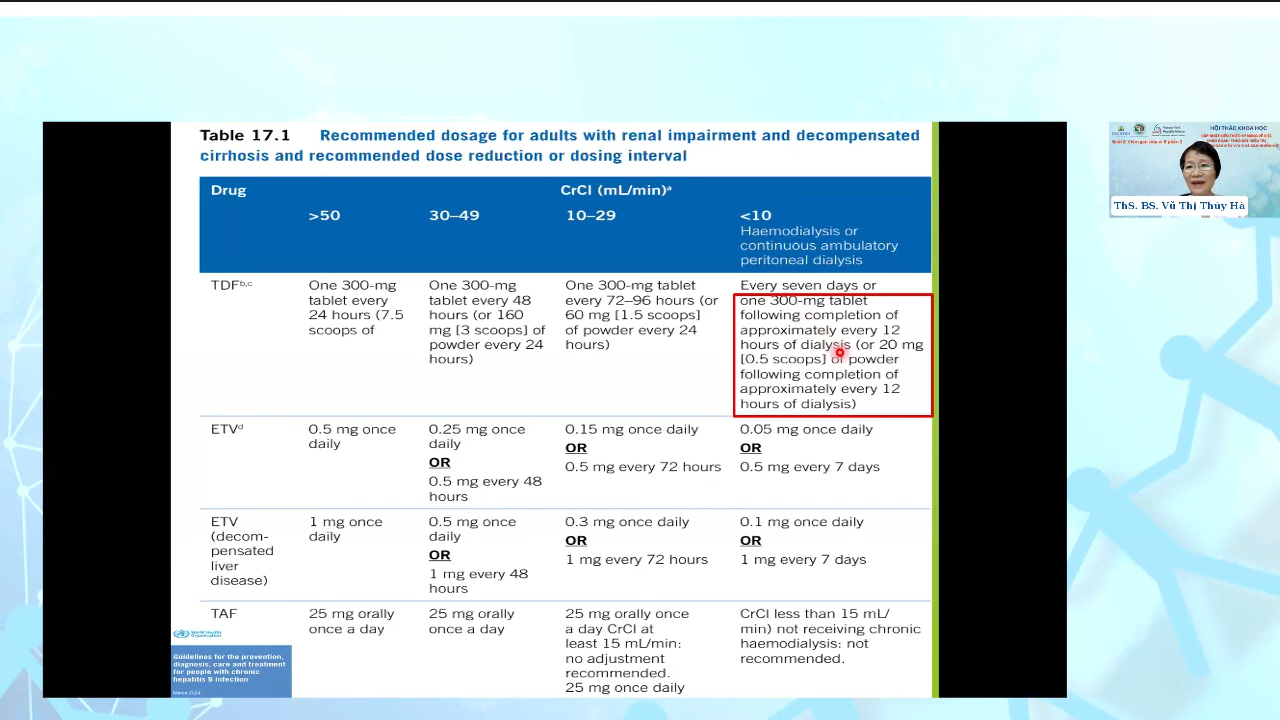 Table 17.1 Recommended dosage for adults with renal impairment and decompensated
cirrhosis and recommended dose reduction or dosing interval
Drug CrCl (mL/min)ᵃ
>50 30–49 10–29 <10
Haemodialysis or
continuous ambulatory
peritoneal dialysis
TDFᵇ,ᶜ
One 300-mg
tablet every
24 hours (7.5
scoops of
One 300-mg
tablet every 48
hours (or 160
mg [3 scoops] of
powder every 24
hours)
One 300-mg tablet
every 72–96 hours (or
60 mg [1.5 scoops]
of powder every 24
hours)
Every seven days or
one 300-mg tablet
following completion of
approximately every 12
hours of dialysis (or 20 mg
[0.5 scoops] of powder
following completion of
approximately every 12
hours of dialysis)
ETVᵈ
0.5 mg once
daily
0.25 mg once
daily
OR
0.5 mg every 48
hours
0.15 mg once daily
OR
0.5 mg every 72 hours
0.05 mg once daily
OR
0.5 mg every 7 days
ETV
(decom-
pensated
liver
disease)
1 mg once
daily
0.5 mg once
daily
OR
1 mg every 48
hours
0.3 mg once daily
OR
1 mg every 72 hours
0.1 mg once daily
OR
1 mg every 7 days
TAF
25 mg orally
once a day
25 mg orally
once a day
25 mg orally once
a day CrCl at
least 15 mL/min:
no adjustment
recommended.
25 mg once daily
CrCl less than 15 mL/
min) not receiving chronic
haemodialysis: not
recommended.
World Health
Organization
Guidelines for the prevention,
diagnosis, care and treatment
for people with chronic
hepatitis B infection
HỘI THẢO KHOA HỌC
ThS. BS. Vũ Thị Thúy Hà